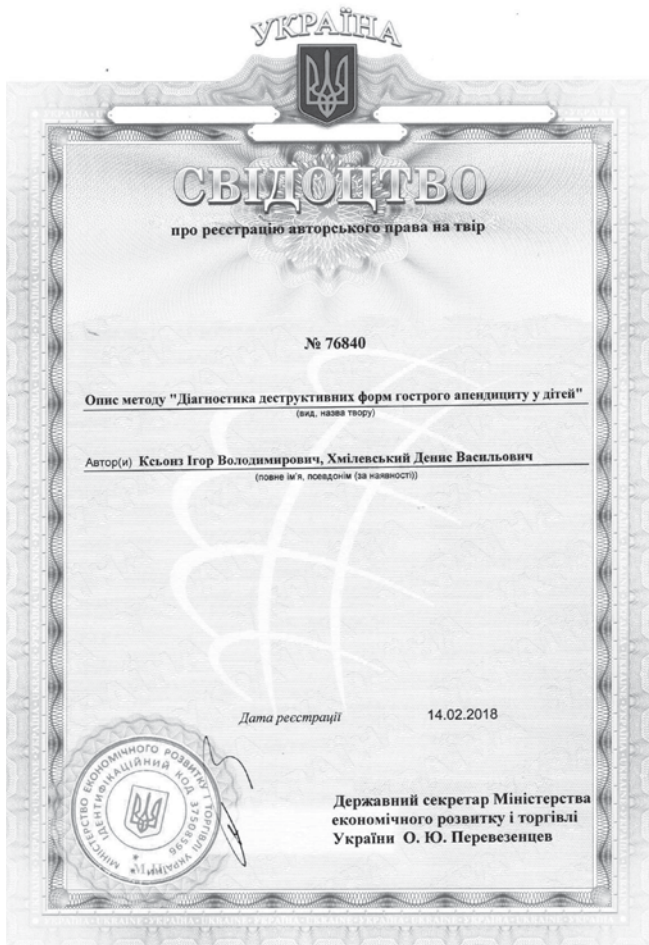 УКРАЇНА
СВІДОЦТВО
про реєстрацію авторського права на твір
№ 76840
Опис методу "Діагностика деструктивних форм гострого апендициту у дітей"
(вид, назва твору)
Автор(и) Ксьонз Ігор Володимирович, Хмілевський Денис Васильович
(повне ім'я, псевдонім (за наявності))
Дата реєстрації 14.02.2018
МІНІСТЕРСТВО ЕКОНОМІЧНОГО РОЗВИТКУ І ТОРГІВЛІ УКРАЇНИ
ІДЕНТИФІКАЦІЙНИЙ КОД 37508596
М.П.
Державний секретар Міністерства
економічного розвитку і торгівлі
України О. Ю. Перевезенцев